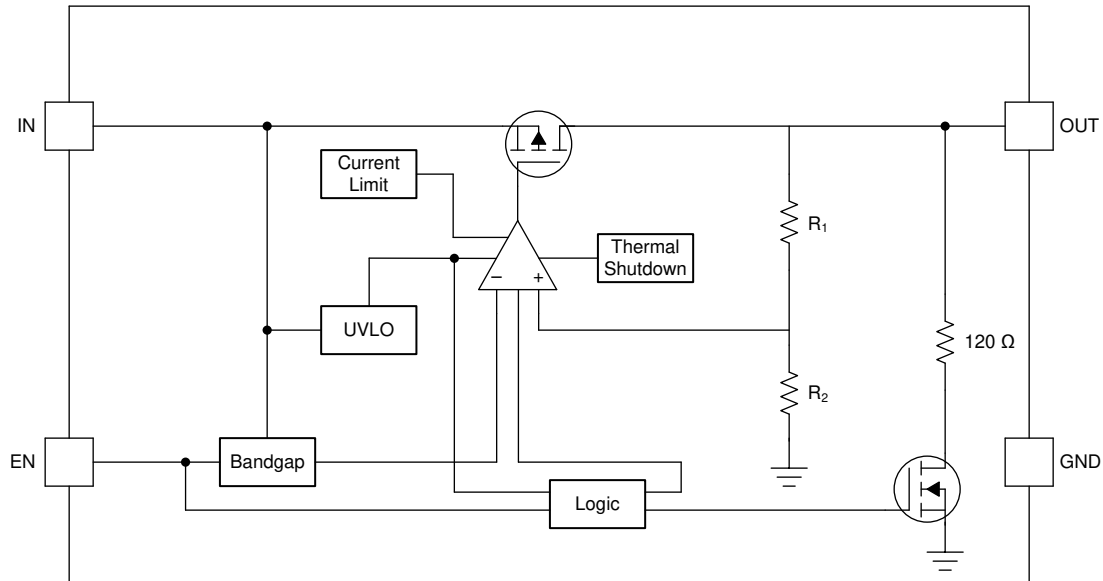 IN
OUT
Current
Limit
R₁
Thermal
Shutdown
− +
UVLO
120 Ω
R₂
EN
Bandgap
GND
Logic